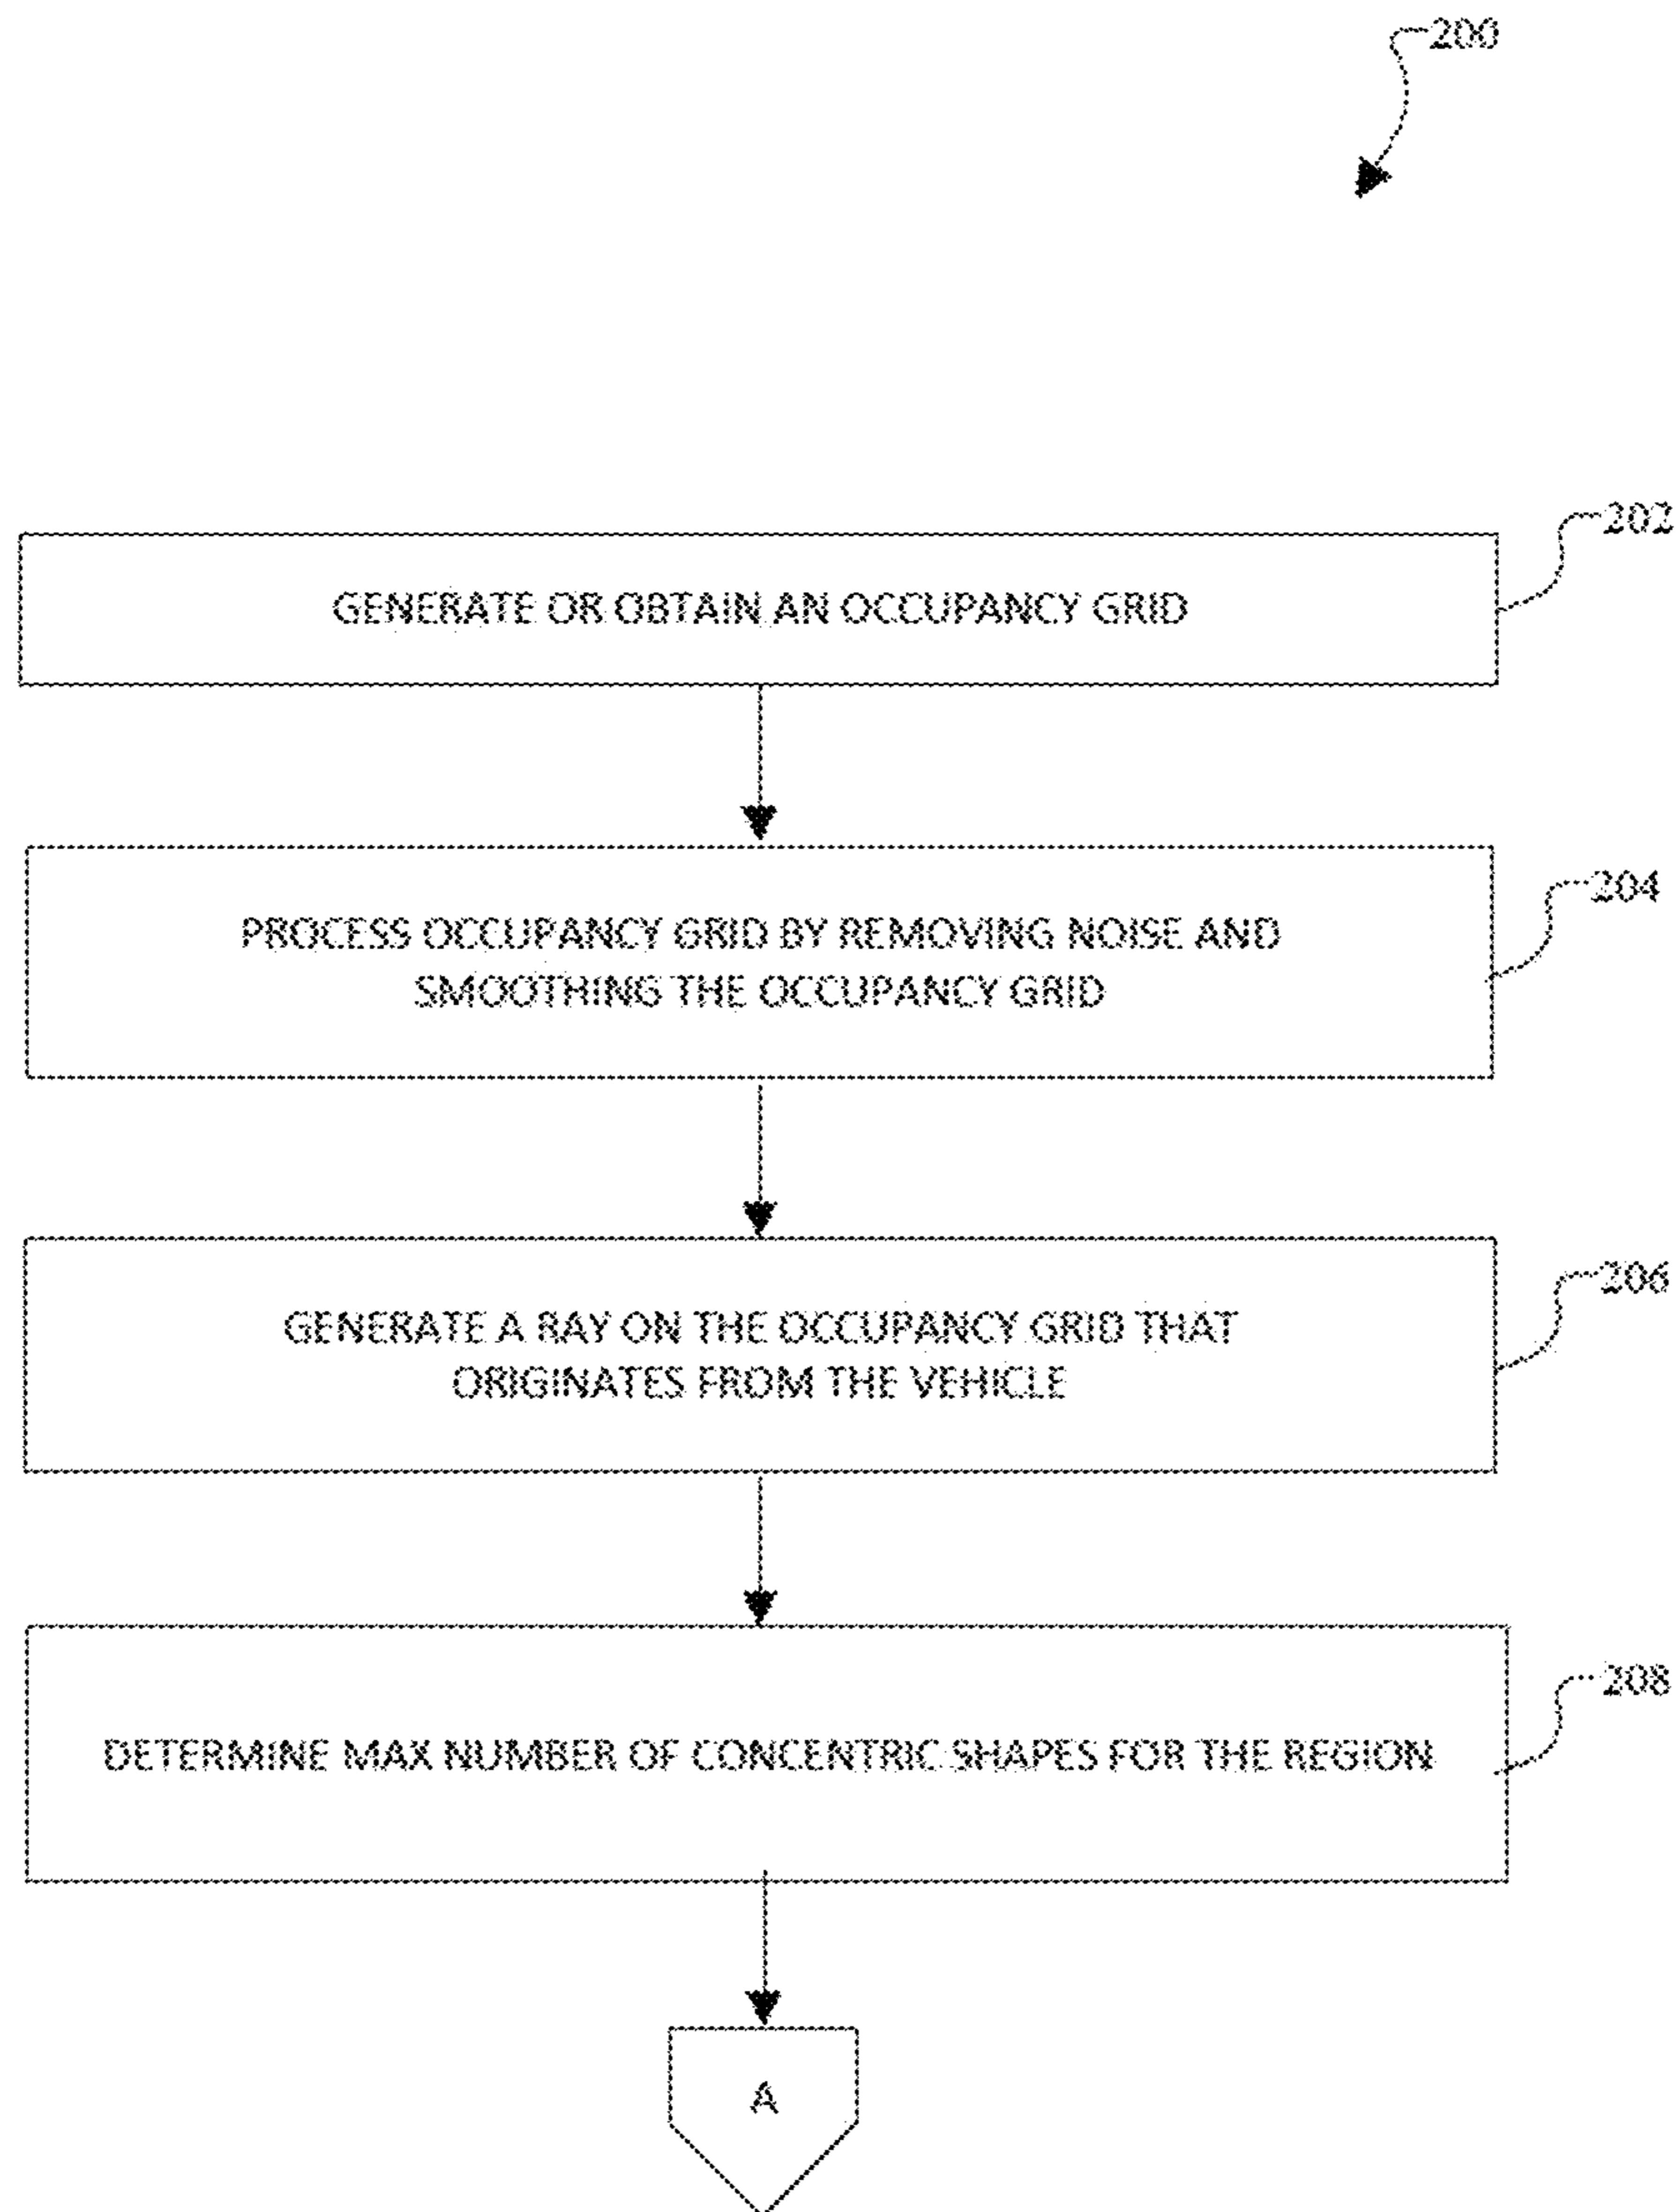 200
202
GENERATE OR OBTAIN AN OCCUPANCY GRID
204
PROCESS OCCUPANCY GRID BY REMOVING NOISE AND
SMOOTHING THE OCCUPANCY GRID
206
GENERATE A RAY ON THE OCCUPANCY GRID THAT
ORIGINATES FROM THE VEHICLE
208
DETERMINE MAX NUMBER OF CONCENTRIC SHAPES FOR THE REGION
A